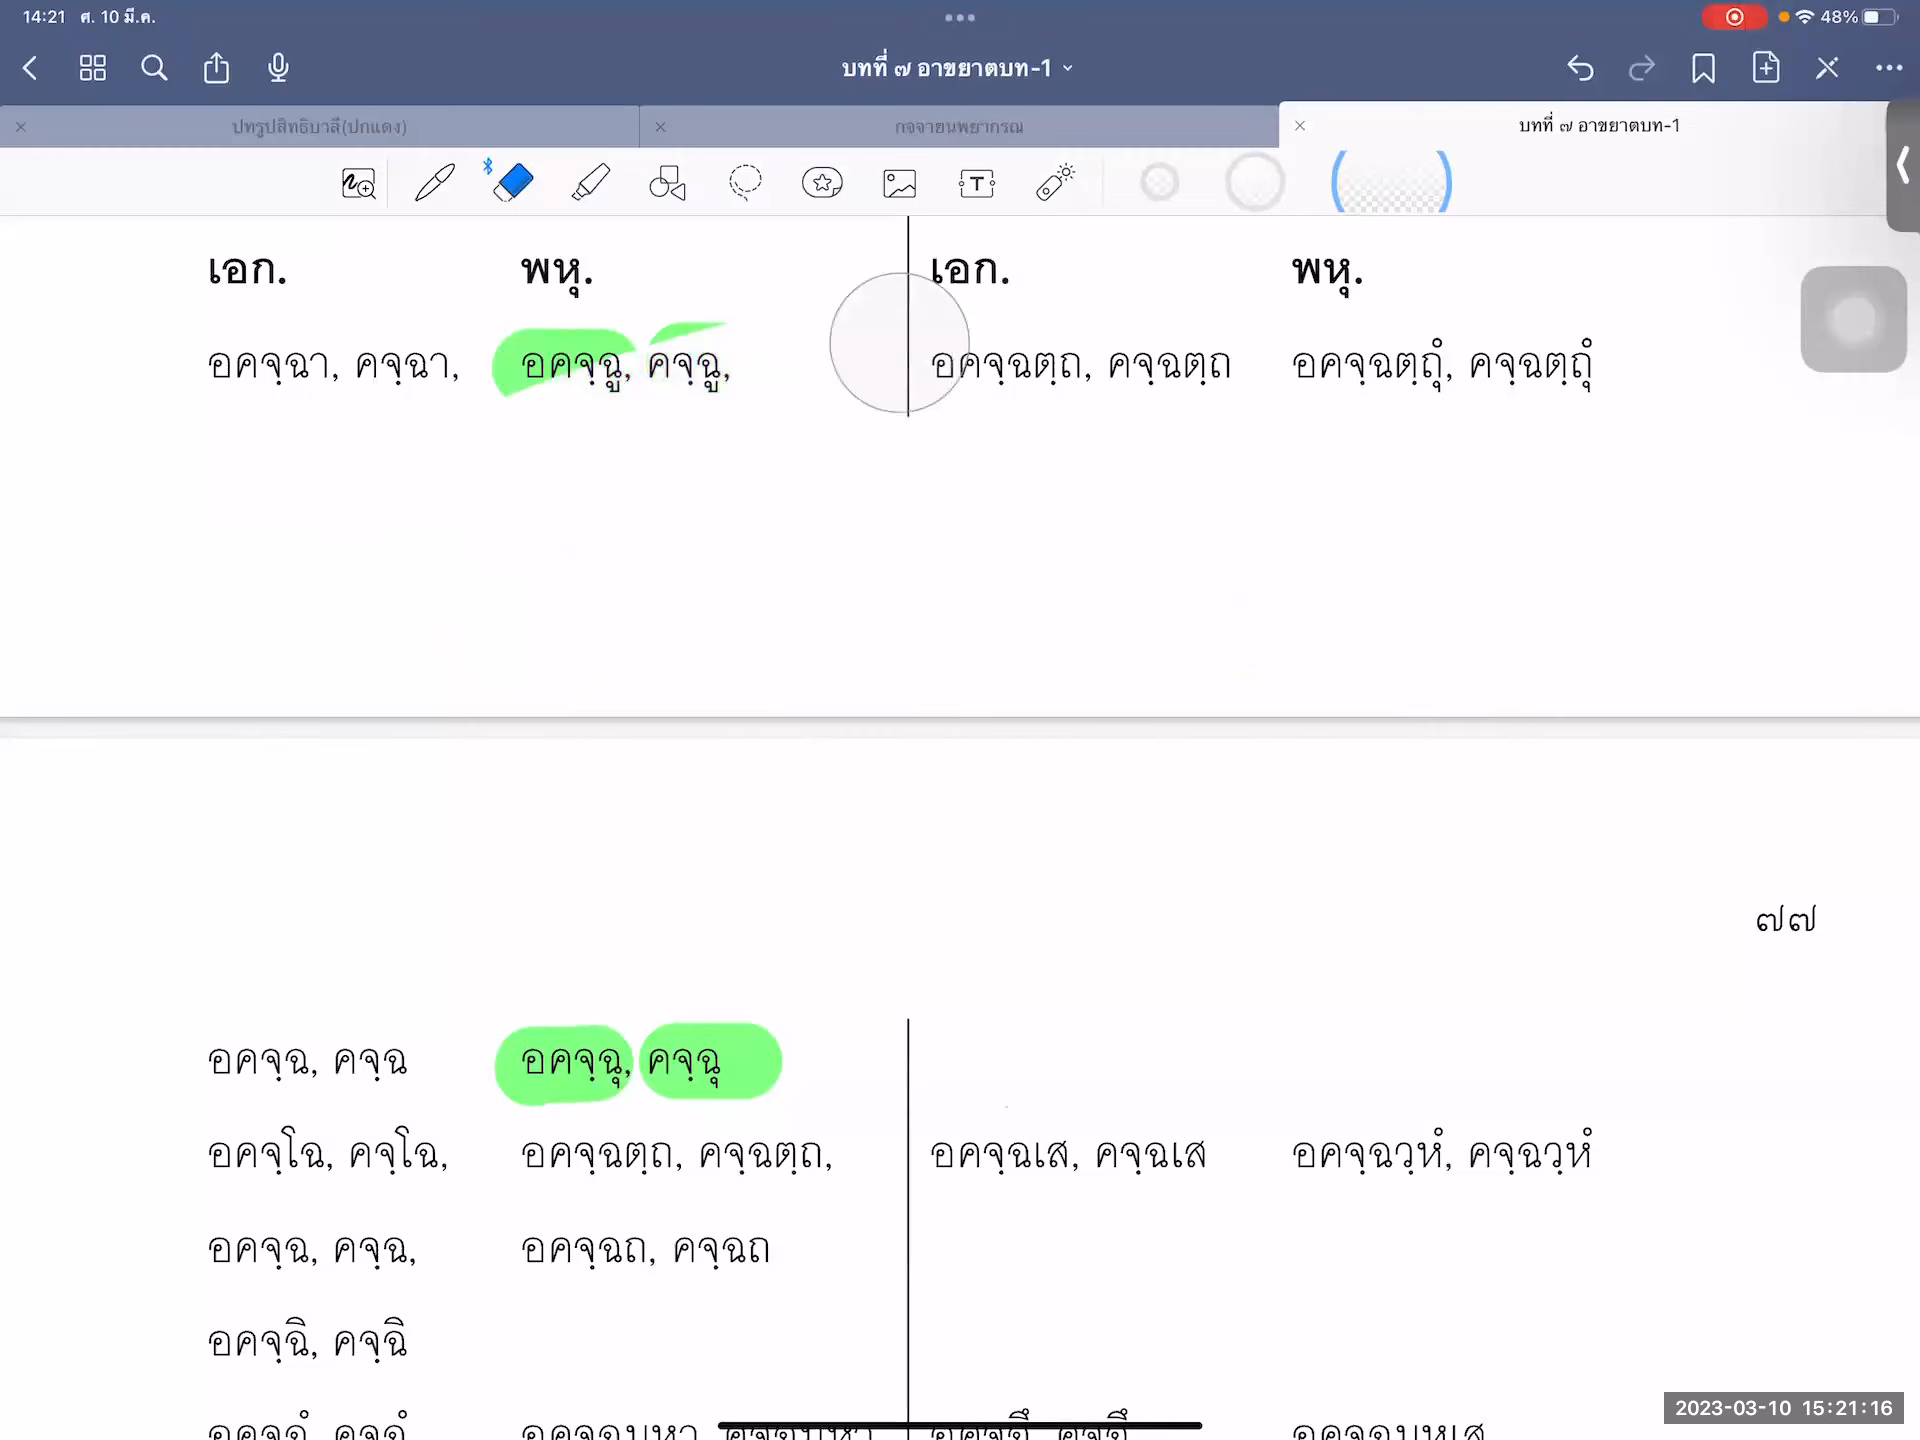 14:21 ศ. 10 มี.ค.
48%
บทที่ ๗ อาขยาตบท-1
ปทรูปสิทธิบาลี(ปกแดง)
กจจายนพยากรณ
บทที่ ๗ อาขยาตบท-1
เอก. พหุ. เอก. พหุ.
อคจฺฉา, คจฺฉา, อคจฺฉู, คจฺฉู, อคจฺฉตฺถ, คจฺฉตฺถ อคจฺฉตฺถุํ, คจฺฉตฺถุํ
๗๗
อคจฺฉ, คจฺฉ อคจฺฉุ, คจฺฉุ
อคจฺโฉ, คจฺโฉ, อคจฺฉตฺถ, คจฺฉตฺถ, อคจฺฉเส, คจฺฉเส อคจฺฉวฺหํ, คจฺฉวฺหํ
อคจฺฉ, คจฺฉ, อคจฺฉถ, คจฺฉถ
อคจฺฉิ, คจฺฉิ
2023-03-10 15:21:16